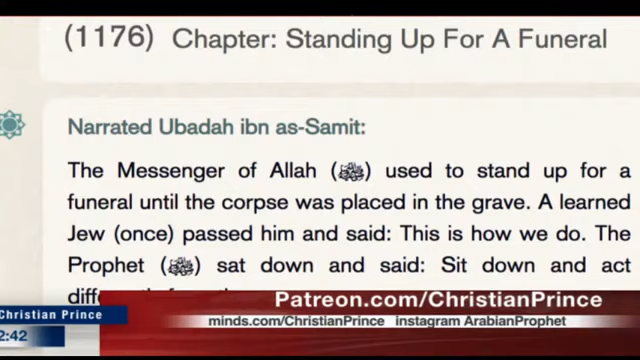 (1176) Chapter: Standing Up For A Funeral
Narrated Ubadah ibn as-Samit:
The Messenger of Allah (ﷺ) used to stand up for a
funeral until the corpse was placed in the grave. A learned
Jew (once) passed him and said: This is how we do. The
Prophet (ﷺ) sat down and said: Sit down and act
Patreon.com/ChristianPrince
Christian Prince
minds.com/ChristianPrince instagram ArabianProphet
2:42